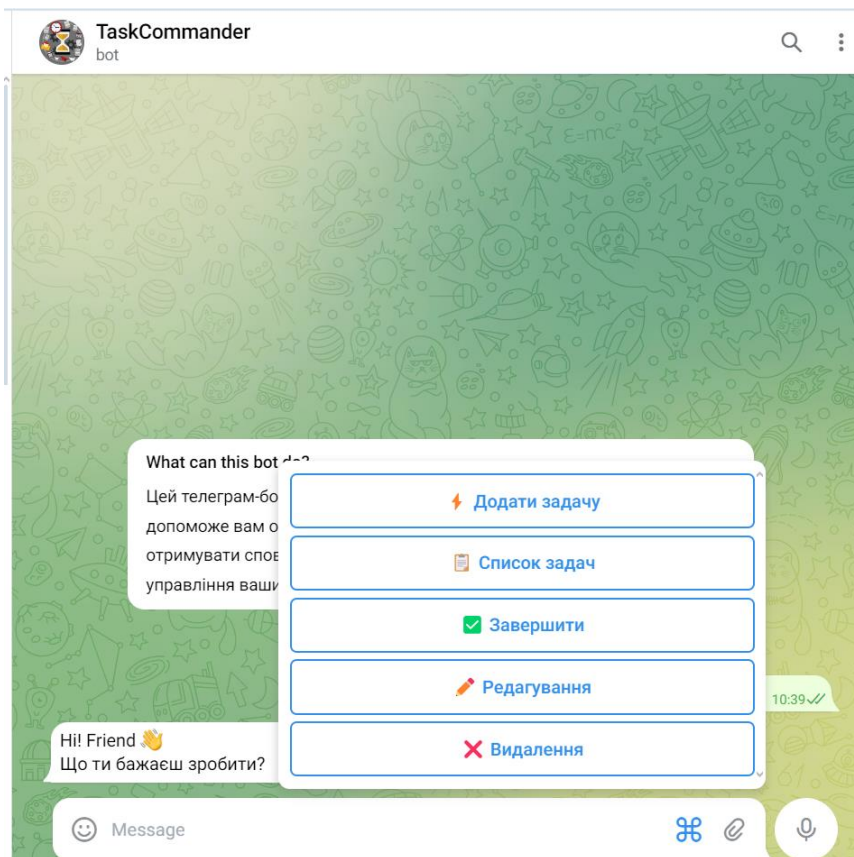 TaskCommander
bot
What can this bot do?
Цей телеграм-бо
допоможе вам о
отримувати спов
управління ваши
⚡ Додати задачу
📋 Список задач
✅ Завершити
✏️ Редагування
❌ Видалення
10:39
Hi! Friend 👋
Що ти бажаєш зробити?
Message